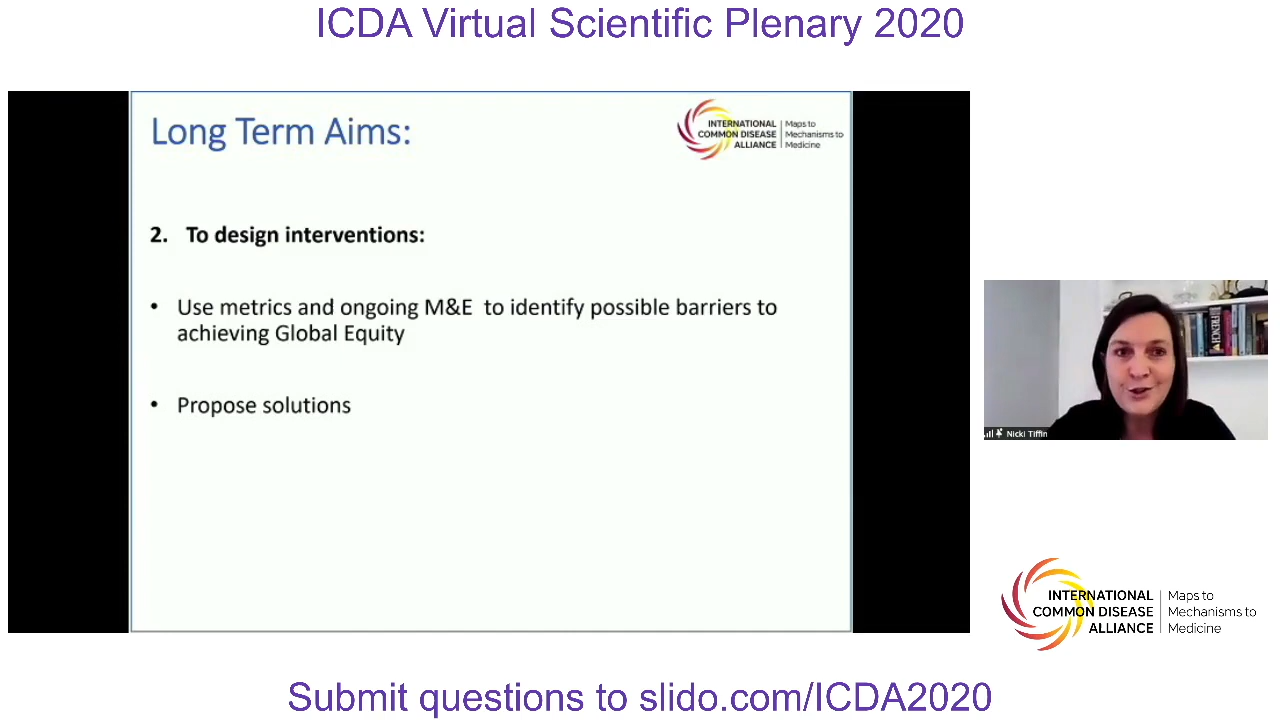 ICDA Virtual Scientific Plenary 2020
Long Term Aims:
INTERNATIONAL
COMMON DISEASE
ALLIANCE
Maps to
Mechanisms to
Medicine
2. To design interventions:
• Use metrics and ongoing M&E to identify possible barriers to
achieving Global Equity
• Propose solutions
FRENCH
Nicki Tiffin
INTERNATIONAL
COMMON DISEASE
ALLIANCE
Maps to
Mechanisms to
Medicine
Submit questions to slido.com/ICDA2020